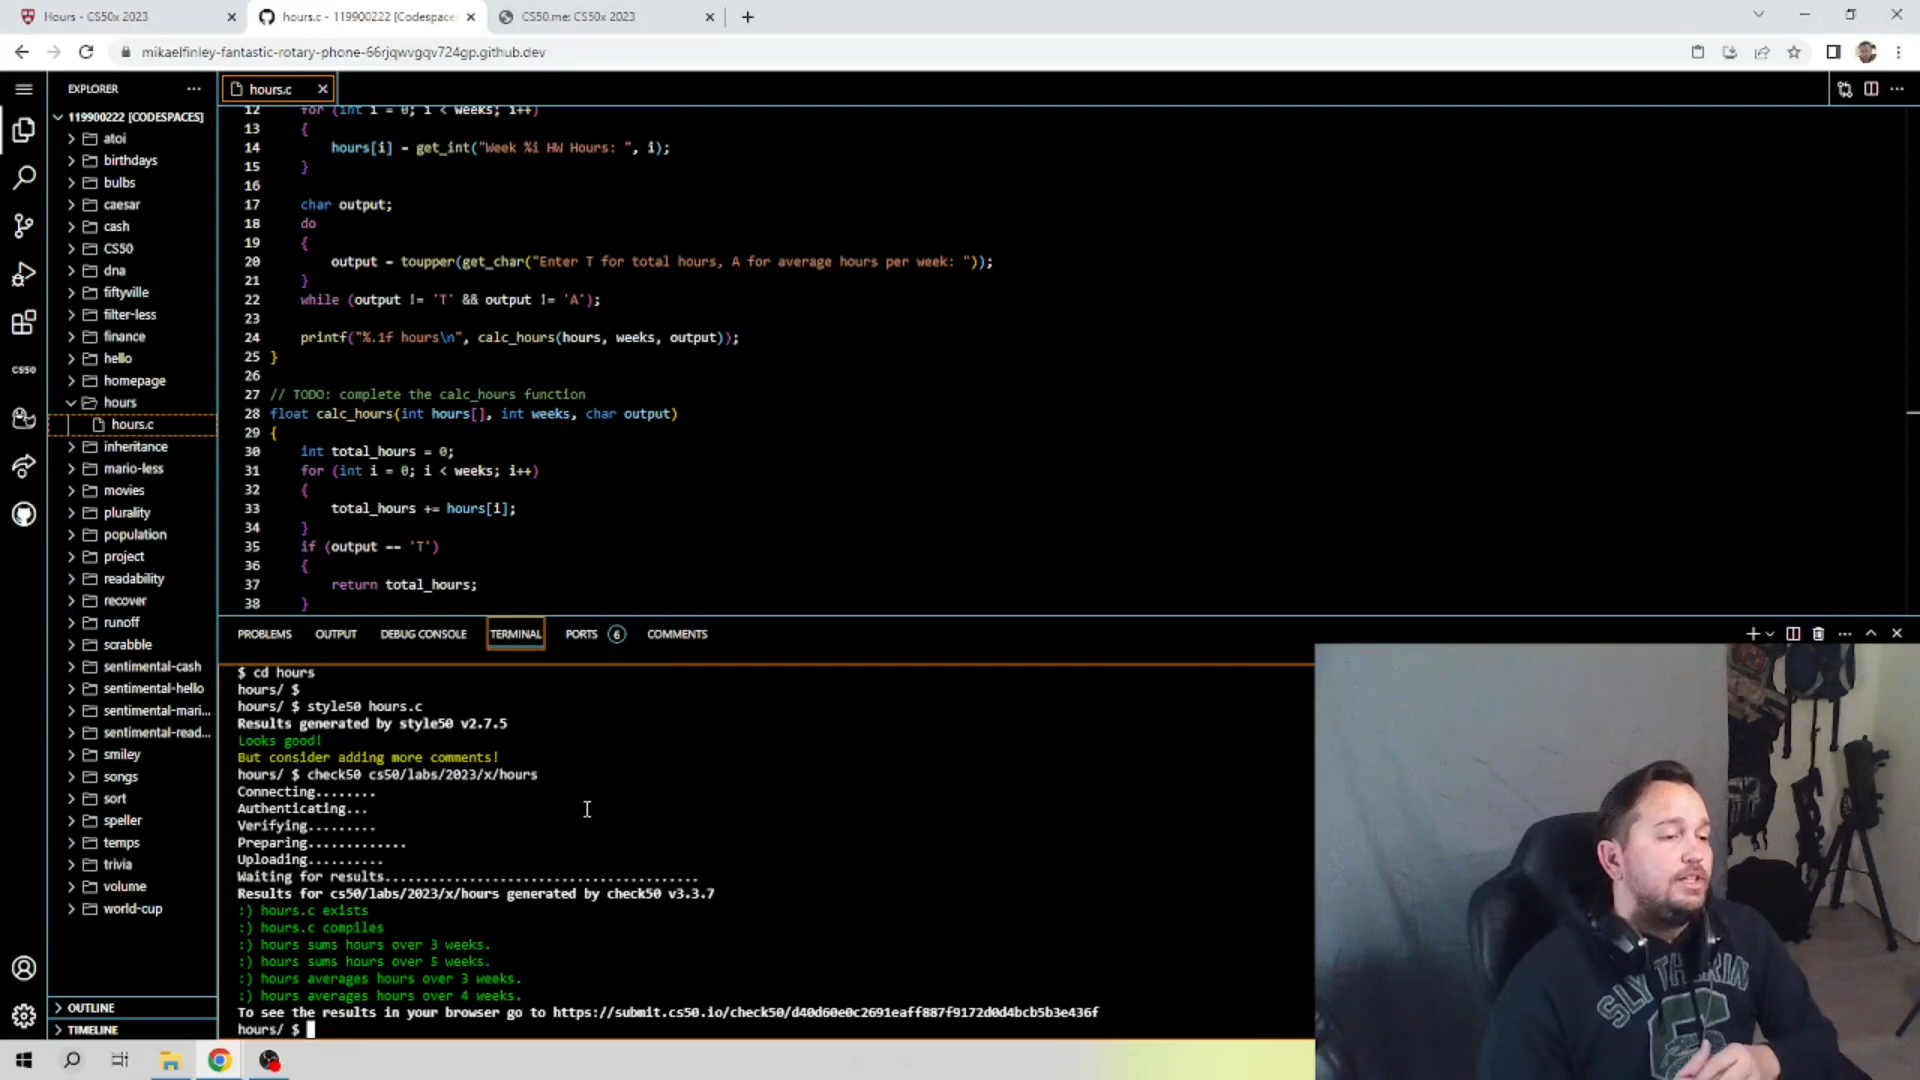 Hours - CS50x 2023
hours.c - 119900222 [Codespace
CS50.me: CS50x 2023
mikaelfinley-fantastic-rotary-phone-66rjqwvgqv724gp.github.dev
EXPLORER
119900222 [CODESPACES]
atoi
birthdays
bulbs
caesar
cash
CS50
dna
fiftyville
filter-less
finance
hello
homepage
hours
hours.c
inheritance
mario-less
movies
plurality
population
project
readability
recover
runoff
scrabble
sentimental-cash
sentimental-hello
sentimental-mari...
sentimental-read...
smiley
songs
sort
speller
temps
trivia
volume
world-cup
OUTLINE
TIMELINE
CS50
hours.c
12 for (int i = 0; i < weeks; i++)
13 {
14 hours[i] = get_int("Week %i HW Hours: ", i);
15 }
16
17 char output;
18 do
19 {
20 output = toupper(get_char("Enter T for total hours, A for average hours per week: "));
21 }
22 while (output != 'T' && output != 'A');
23
24 printf("%.1f hours\n", calc_hours(hours, weeks, output));
25 }
26
27 // TODO: complete the calc_hours function
28 float calc_hours(int hours[], int weeks, char output)
29 {
30 int total_hours = 0;
31 for (int i = 0; i < weeks; i++)
32 {
33 total_hours += hours[i];
34 }
35 if (output == 'T')
36 {
37 return total_hours;
38 }
PROBLEMS OUTPUT DEBUG CONSOLE TERMINAL PORTS 6 COMMENTS
$ cd hours
hours/ $
hours/ $ style50 hours.c
Results generated by style50 v2.7.5
Looks good!
But consider adding more comments!
hours/ $ check50 cs50/labs/2023/x/hours
Connecting........
Authenticating...
Verifying.........
Preparing.............
Uploading..........
Waiting for results........................................
Results for cs50/labs/2023/x/hours generated by check50 v3.3.7
:) hours.c exists
:) hours.c compiles
:) hours sums hours over 3 weeks.
:) hours sums hours over 5 weeks.
:) hours averages hours over 3 weeks.
:) hours averages hours over 4 weeks.
To see the results in your browser go to https://submit.cs50.io/check50/d40d60e0c2691eaff887f9172d0d4bcb5b3e436f
hours/ $
SLYTHERIN